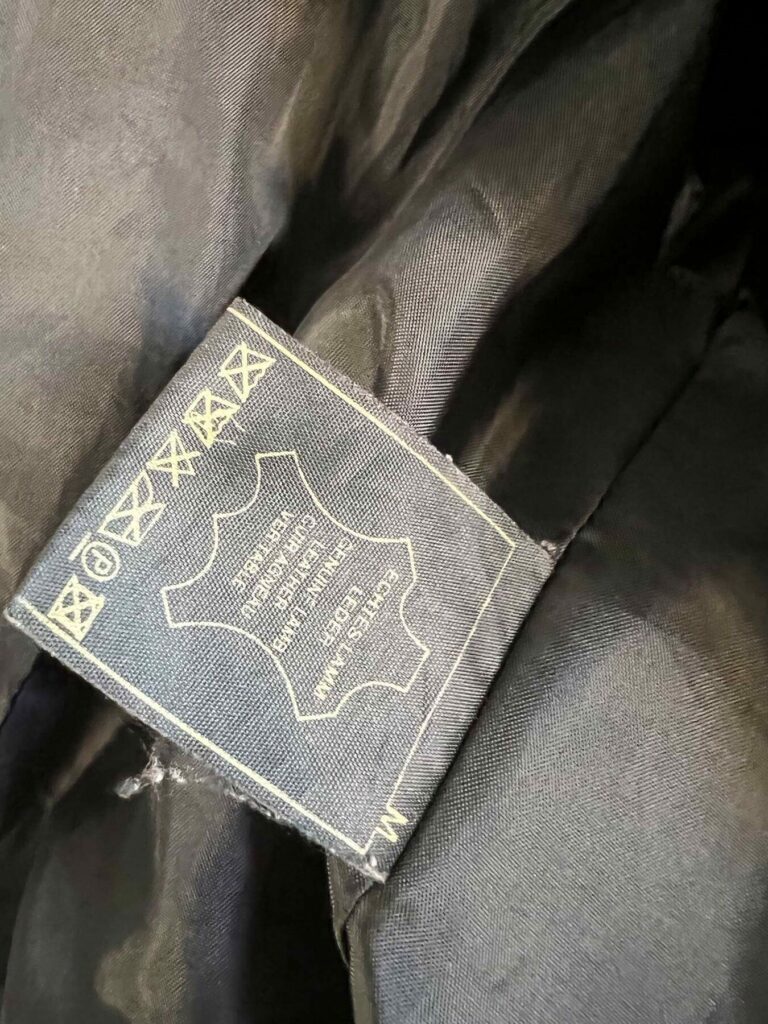 ECHTES LAMM
LEDER
GENUINE LAMB
LEATHER
CUIR AGNEAU
VERITABLE
P
M